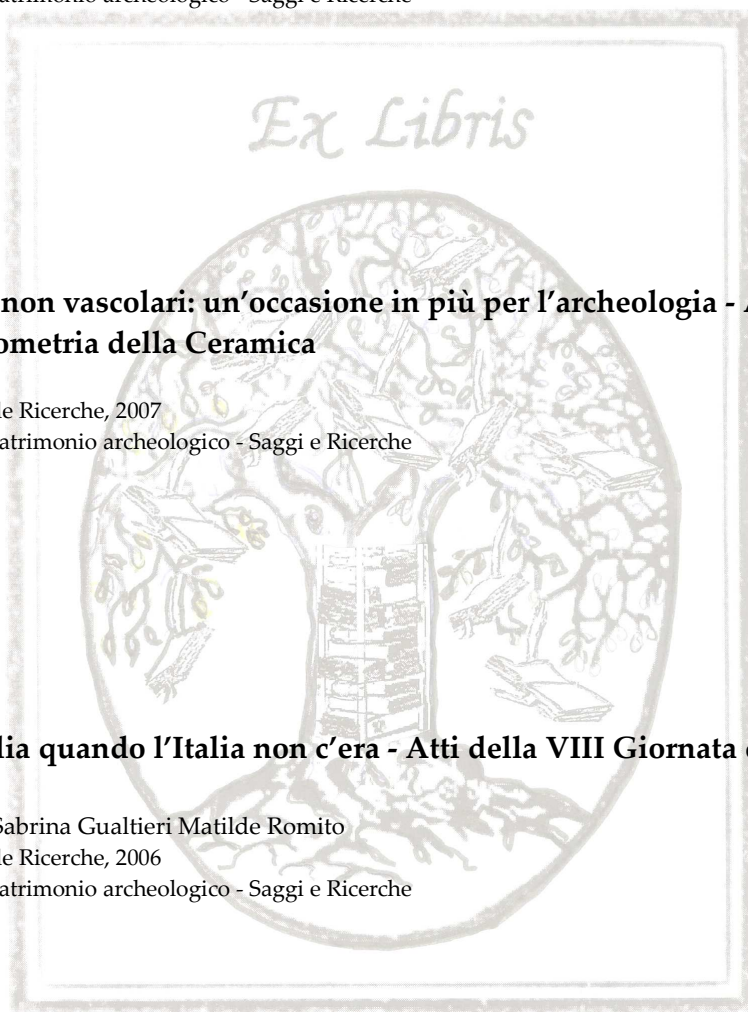 atrimonio archeologico - Saggi e Ricerche
Ex Libris
non vascolari: un'occasione in più per l'archeologia -
ometria della Ceramica
le Ricerche, 2007
atrimonio archeologico - Saggi e Ricerche
lia quando l'Italia non c'era - Atti della VIII Giornata
Sabrina Gualtieri Matilde Romito
le Ricerche, 2006
atrimonio archeologico - Saggi e Ricerche